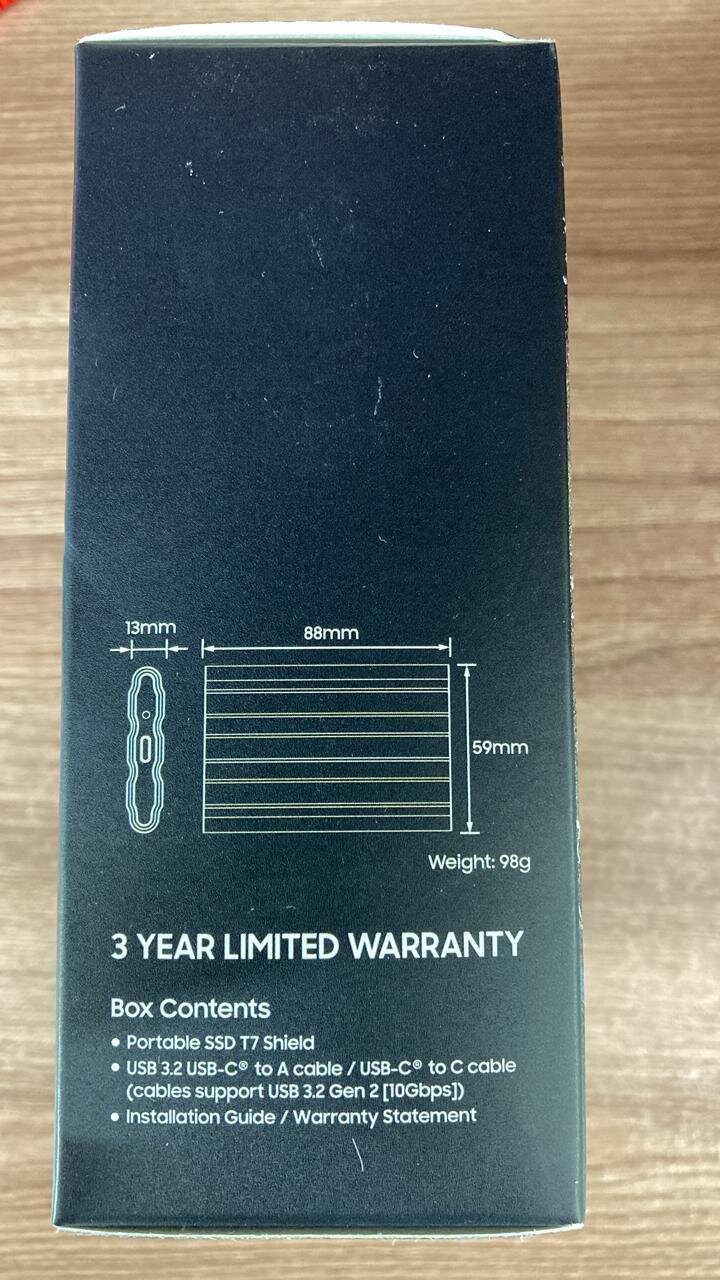 13mm
88mm
59mm
Weight: 98g
3 YEAR LIMITED WARRANTY
Box Contents
• Portable SSD T7 Shield
• USB 3.2 USB-C® to A cable / USB-C® to C cable
(cables support USB 3.2 Gen 2 [10Gbps])
• Installation Guide / Warranty Statement